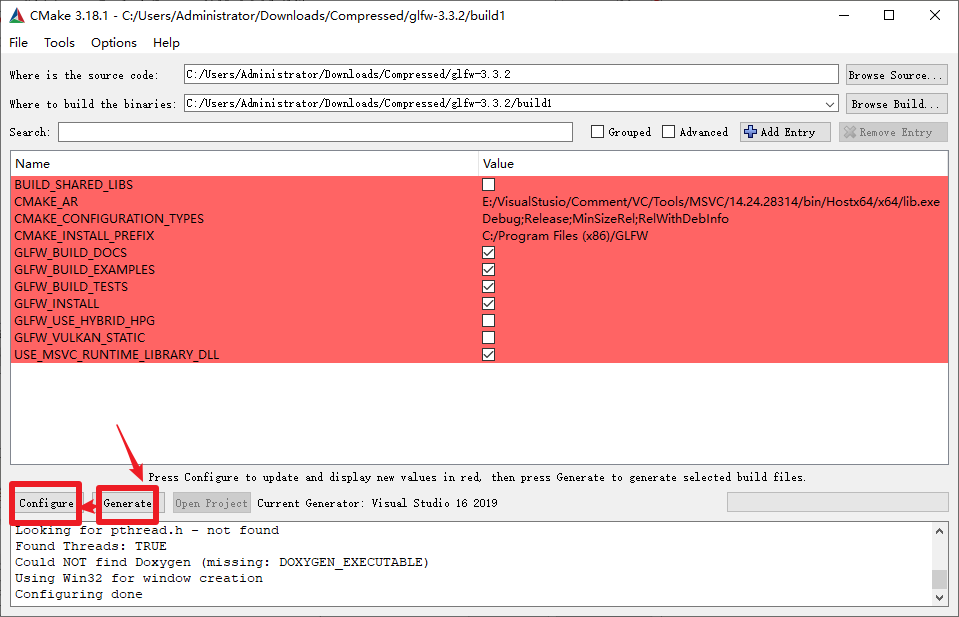 CMake 3.18.1 - C:/Users/Administrator/Downloads/Compressed/glfw-3.3.2/build1
File Tools Options Help
Where is the source code: C:/Users/Administrator/Downloads/Compressed/glfw-3.3.2 Browse Source...
Where to build the binaries: C:/Users/Administrator/Downloads/Compressed/glfw-3.3.2/build1 Browse Build...
Search: Grouped Advanced Add Entry Remove Entry
Name Value
BUILD_SHARED_LIBS
CMAKE_AR E:/VisualStusio/Comment/VC/Tools/MSVC/14.24.28314/bin/Hostx64/x64/lib.exe
CMAKE_CONFIGURATION_TYPES Debug;Release;MinSizeRel;RelWithDebInfo
CMAKE_INSTALL_PREFIX C:/Program Files (x86)/GLFW
GLFW_BUILD_DOCS
GLFW_BUILD_EXAMPLES
GLFW_BUILD_TESTS
GLFW_INSTALL
GLFW_USE_HYBRID_HPG
GLFW_VULKAN_STATIC
USE_MSVC_RUNTIME_LIBRARY_DLL
Press Configure to update and display new values in red, then press Generate to generate selected build files.
Configure Generate Open Project Current Generator: Visual Studio 16 2019
Looking for pthread.h - not found
Found Threads: TRUE
Could NOT find Doxygen (missing: DOXYGEN_EXECUTABLE)
Using Win32 for window creation
Configuring done